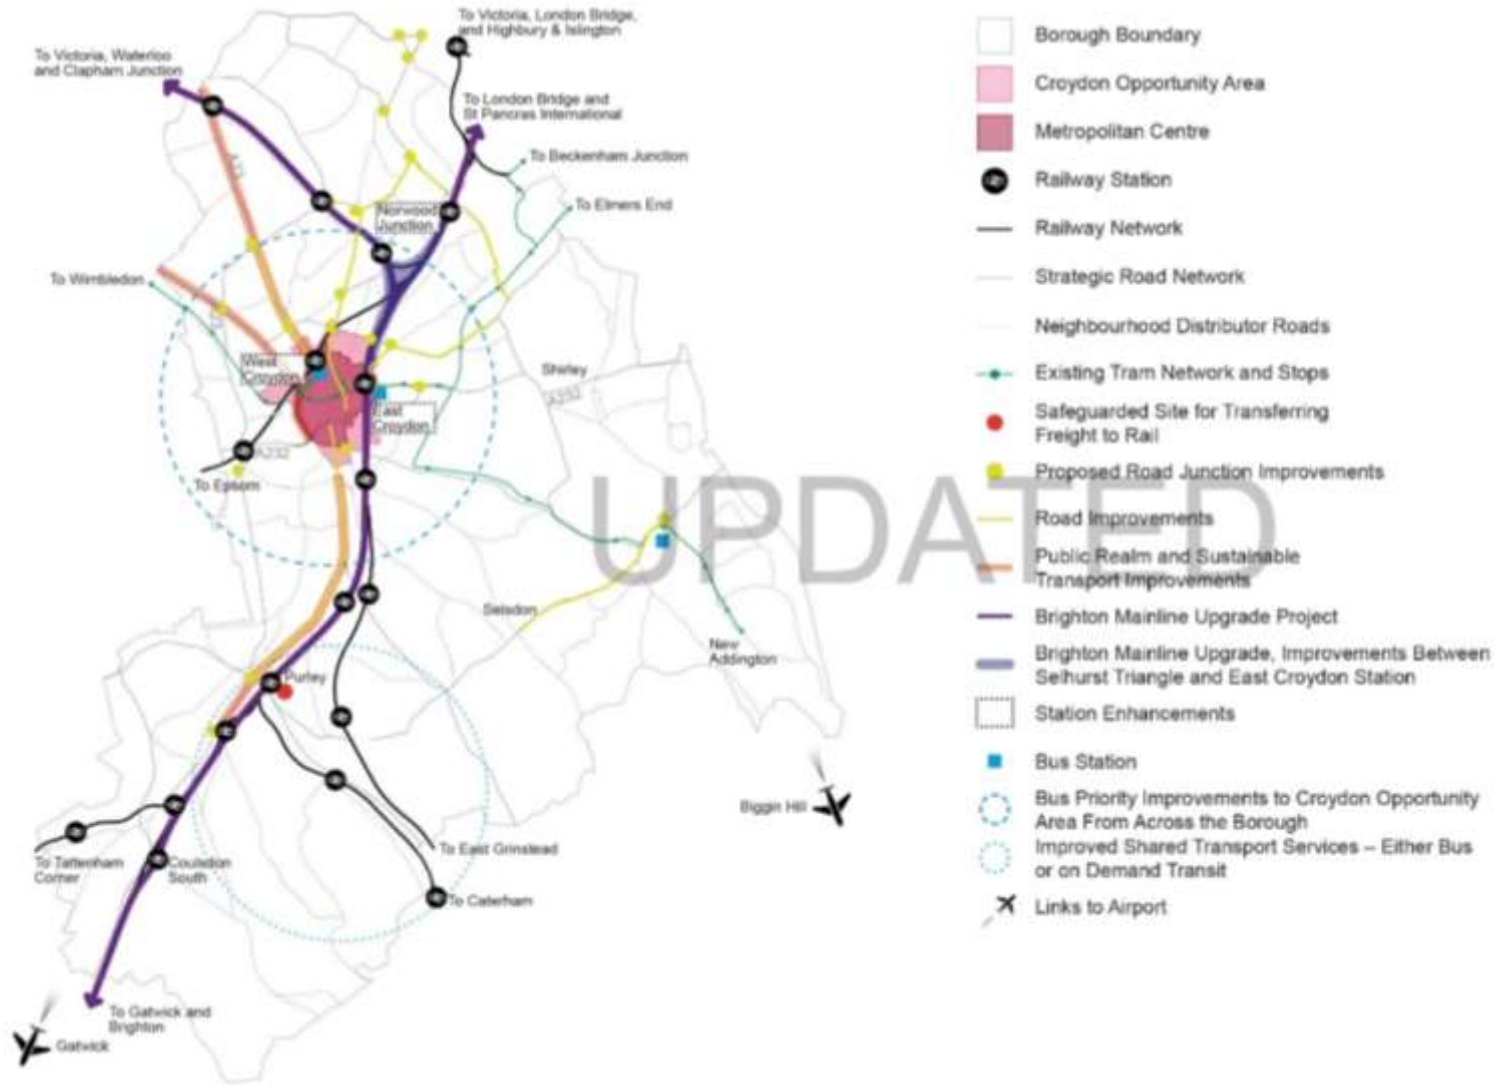 To Victoria, London Bridge,
and Highbury & Islington
To Victoria, Waterloo
and Clapham Junction
To London Bridge and
St Pancras International
To Beckenham Junction
To Elmers End
Norwood
Junction
To Wimbledon
West
Croydon
Shirley
A232
East
Croydon
A232
To Epsom
Selsdon
New
Addington
Purley
Biggin Hill
To East Grinstead
To Tattenham
Corner
Coulsdon
South
To Caterham
To Gatwick and
Brighton
Gatwick
UPDATED
Borough Boundary
Croydon Opportunity Area
Metropolitan Centre
Railway Station
Railway Network
Strategic Road Network
Neighbourhood Distributor Roads
Existing Tram Network and Stops
Safeguarded Site for Transferring
Freight to Rail
Proposed Road Junction Improvements
Road Improvements
Public Realm and Sustainable
Transport Improvements
Brighton Mainline Upgrade Project
Brighton Mainline Upgrade, Improvements Between
Selhurst Triangle and East Croydon Station
Station Enhancements
Bus Station
Bus Priority Improvements to Croydon Opportunity
Area From Across the Borough
Improved Shared Transport Services – Either Bus
or on Demand Transit
Links to Airport